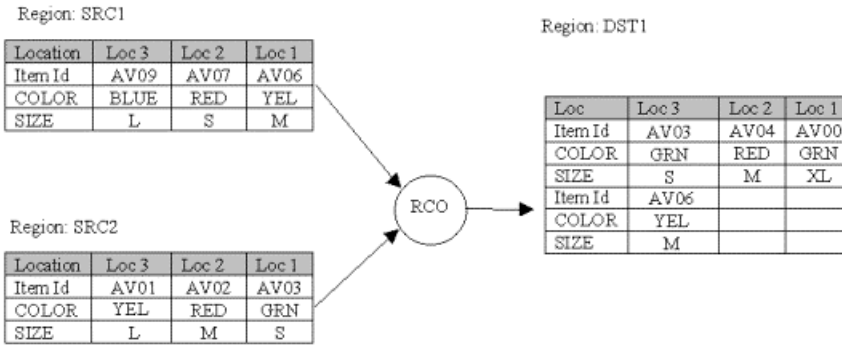 Region: SRC1
Location Loc 3 Loc 2 Loc 1
Item Id AV09 AV07 AV06
COLOR BLUE RED YEL
SIZE L S M
Region: SRC2
Location Loc 3 Loc 2 Loc 1
Item Id AV01 AV02 AV03
COLOR YEL RED GRN
SIZE L M S
RCO
Region: DST1
Loc Loc 3 Loc 2 Loc 1
Item Id AV03 AV04 AV00
COLOR GRN RED GRN
SIZE S M XL
Item Id AV06
COLOR YEL
SIZE M